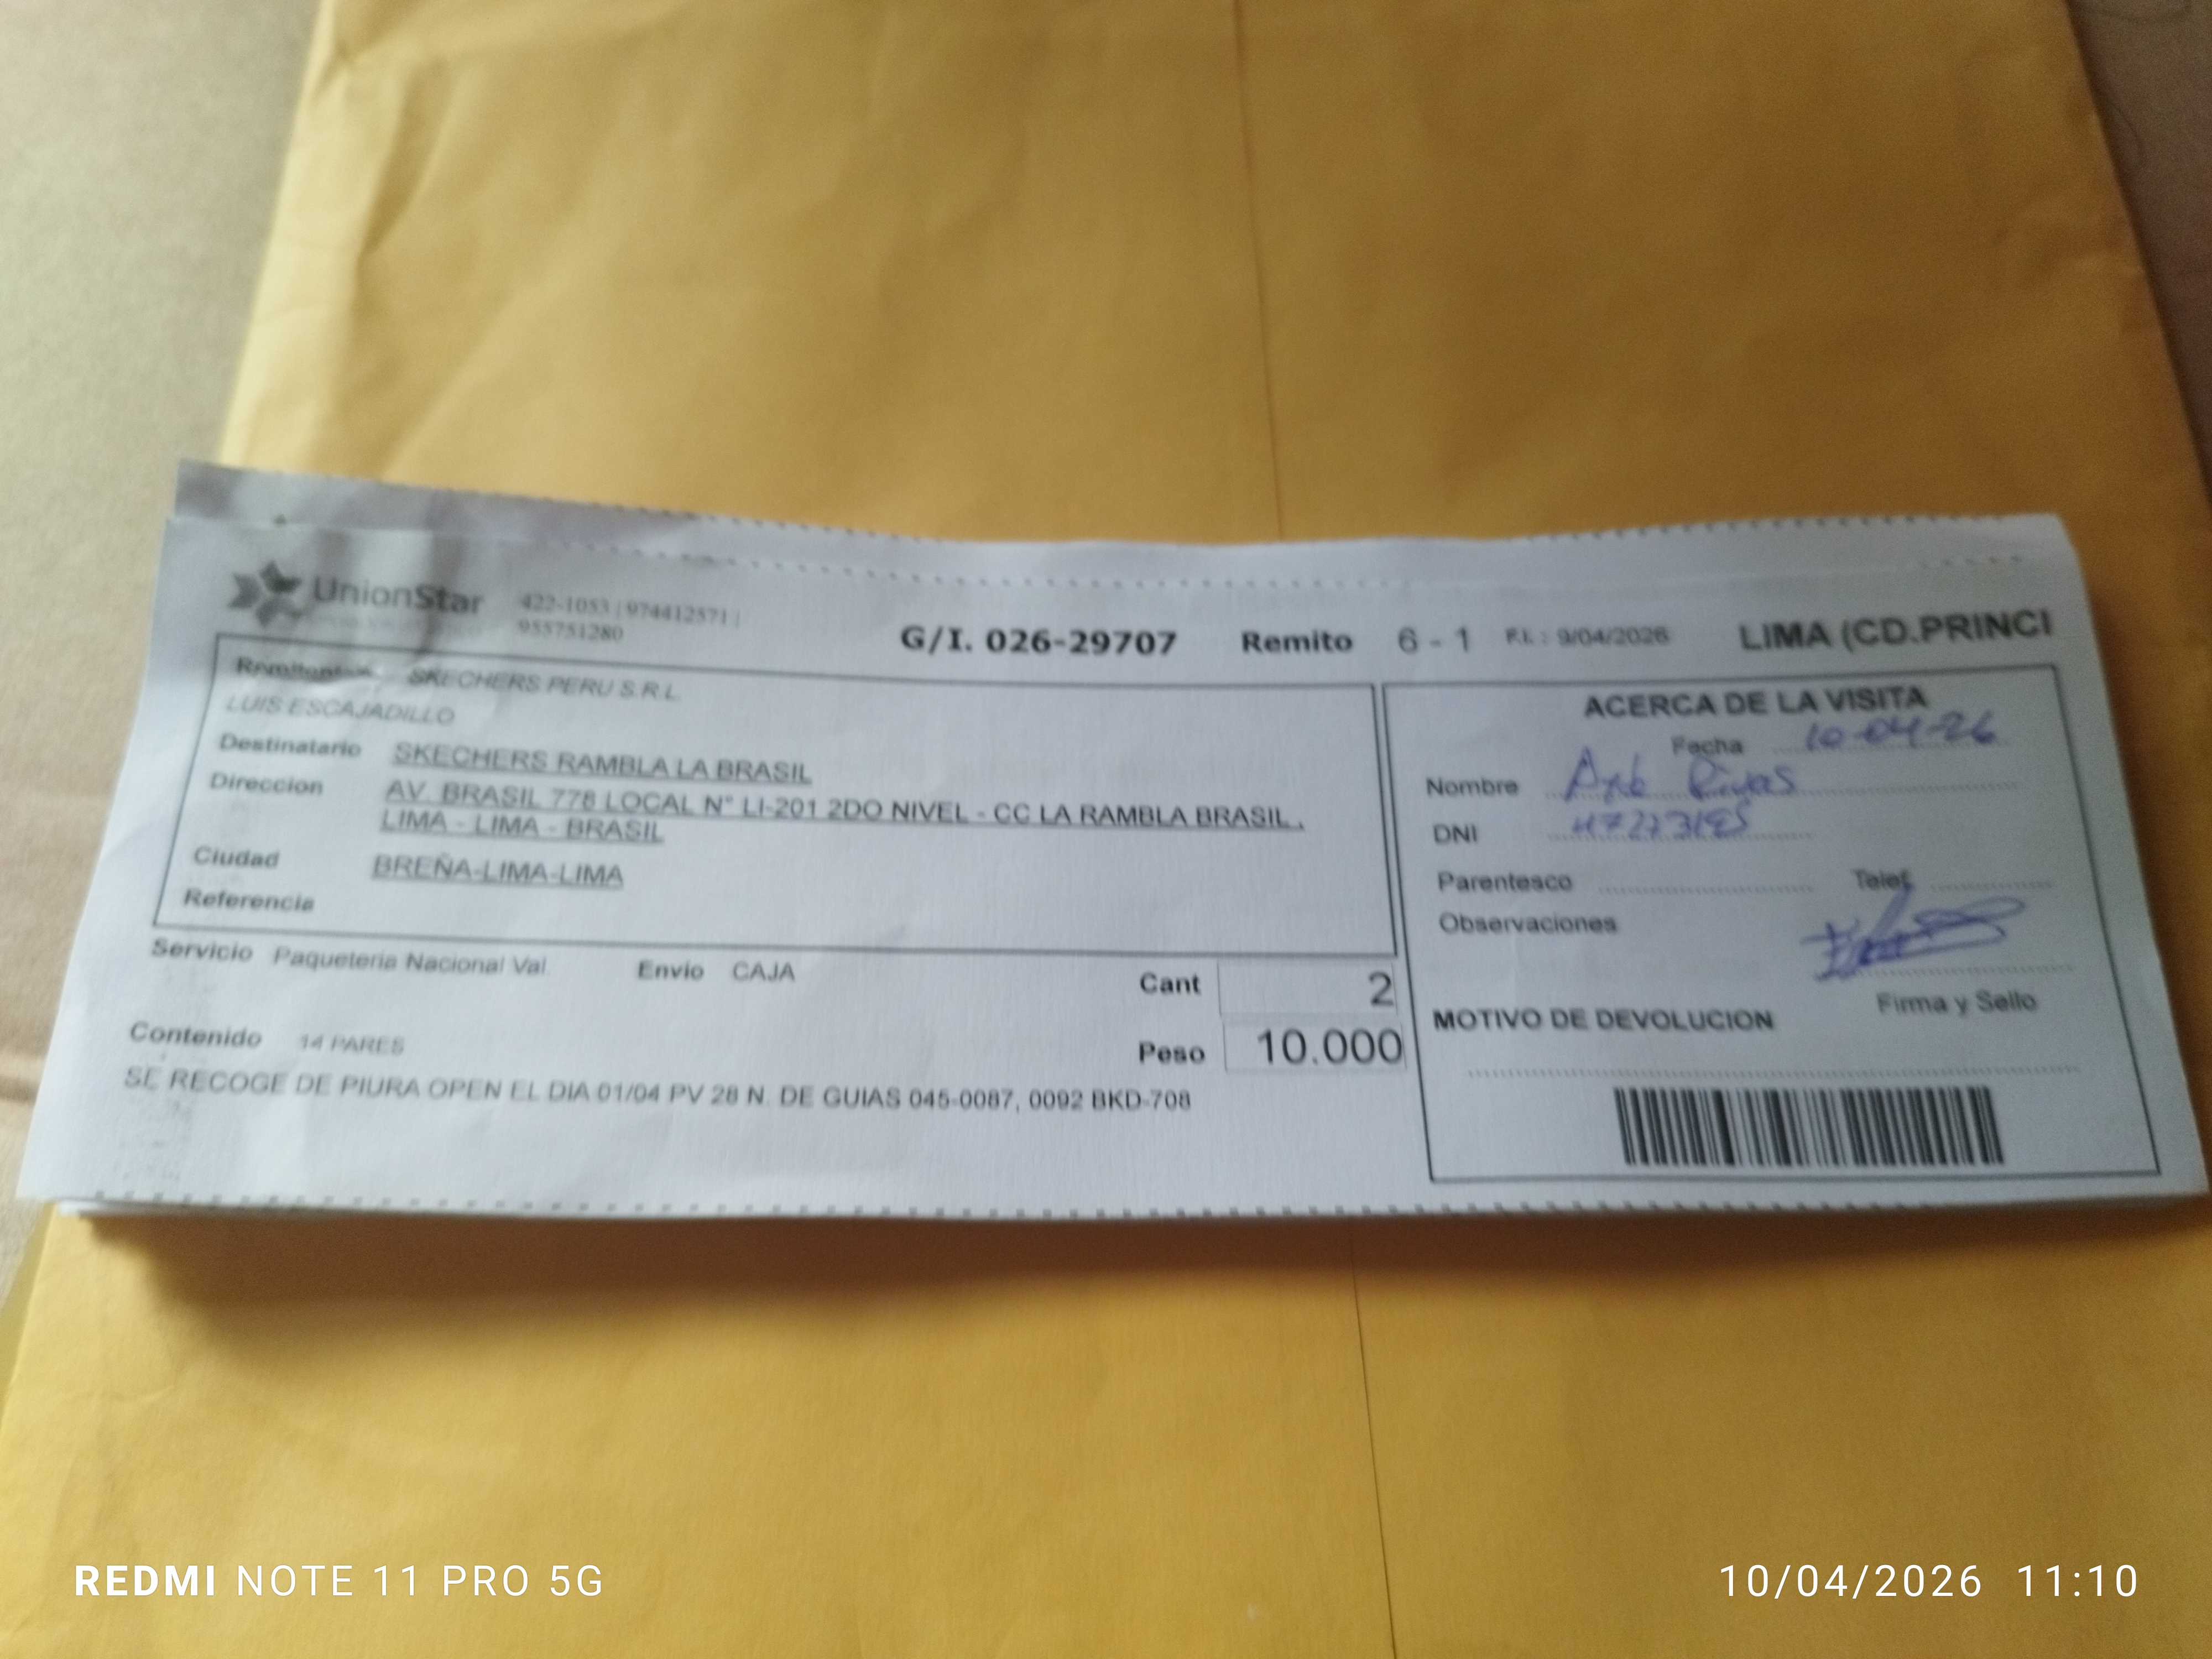 UnionStar 422-1053 | 974412571 |
955751280
G/I. 026-29707 Remito 6 - 1 F.I. : 9/04/2026 LIMA (CD.PRINCI
Remitente SKECHERS PERU S.R.L.
LUIS ESCAJADILLO
Destinatario SKECHERS RAMBLA LA BRASIL
Direccion AV. BRASIL 778 LOCAL N° LI-201 2DO NIVEL - CC LA RAMBLA BRASIL .
LIMA - LIMA - BRASIL
Ciudad BREÑA-LIMA-LIMA
Referencia
Servicio Paqueteria Nacional Val. Envio CAJA Cant 2
Contenido 14 PARES Peso 10.000
SE RECOGE DE PIURA OPEN EL DIA 01/04 PV 28 N. DE GUIAS 045-0087, 0092 BKD-708
ACERCA DE LA VISITA
Fecha 10-04-26
Nombre Rivas
DNI
Parentesco Telef.
Observaciones
Firma y Sello
MOTIVO DE DEVOLUCION
REDMI NOTE 11 PRO 5G
10/04/2026 11:10